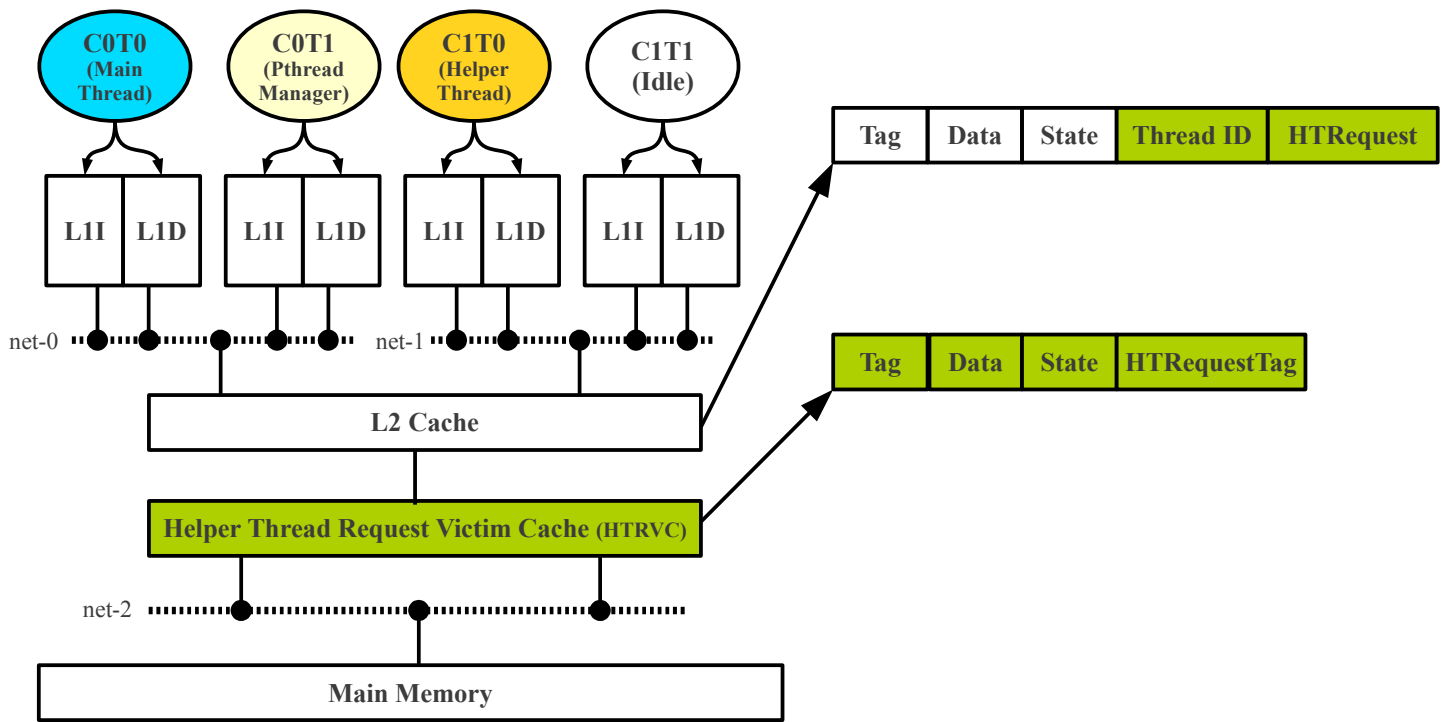 C0T0
(Main
Thread)
C0T1
(Pthread
Manager)
C1T0
(Helper
Thread)
C1T1
(Idle)
Tag Data State Thread ID HTRequest
L1I L1D L1I L1D L1I L1D L1I L1D
net-0 net-1
Tag Data State HTRequestTag
L2 Cache
Helper Thread Request Victim Cache (HTRVC)
net-2
Main Memory